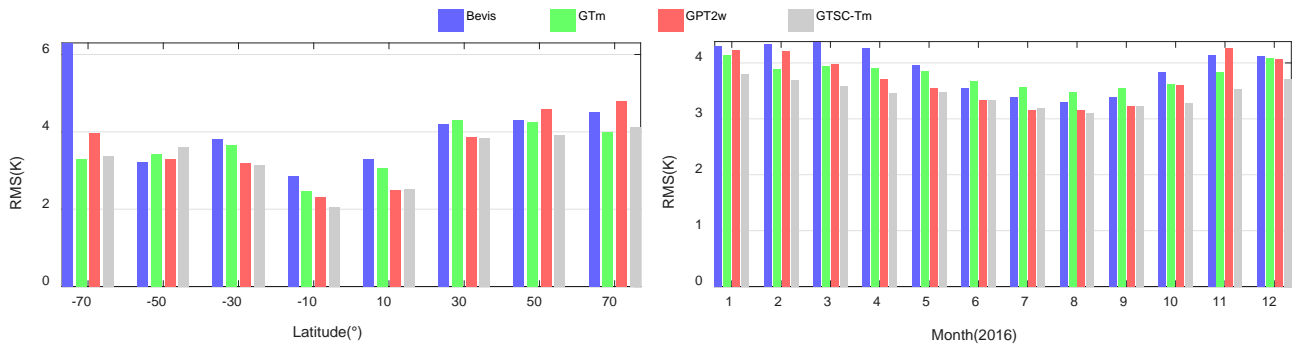 Bevis GTm GPT2w GTSC-Tm
6
4
2
0
RMS(K)
-70 -50 -30 -10 10 30 50 70
Latitude(°)
4
3
2
1
0
RMS(K)
1 2 3 4 5 6 7 8 9 10 11 12
Month(2016)